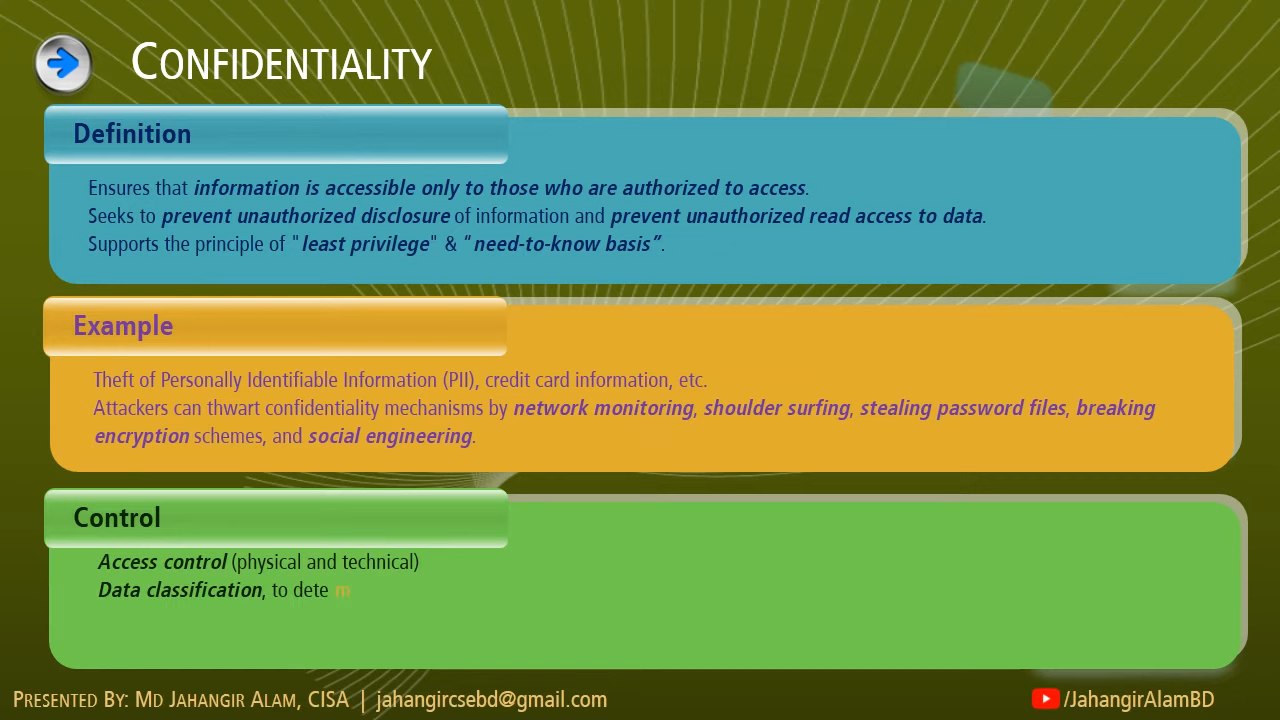 CONFIDENTIALITY
Definition
Ensures that information is accessible only to those who are authorized to access.
Seeks to prevent unauthorized disclosure of information and prevent unauthorized read access to data.
Supports the principle of "least privilege" & “need-to-know basis”.
Example
Theft of Personally Identifiable Information (PII), credit card information, etc.
Attackers can thwart confidentiality mechanisms by network monitoring, shoulder surfing, stealing password files, breaking
encryption schemes, and social engineering.
Control
Access control (physical and technical)
Data classification, to dete m
PRESENTED BY: MD JAHANGIR ALAM, CISA | jahangircsebd@gmail.com
/JahangirAlamBD